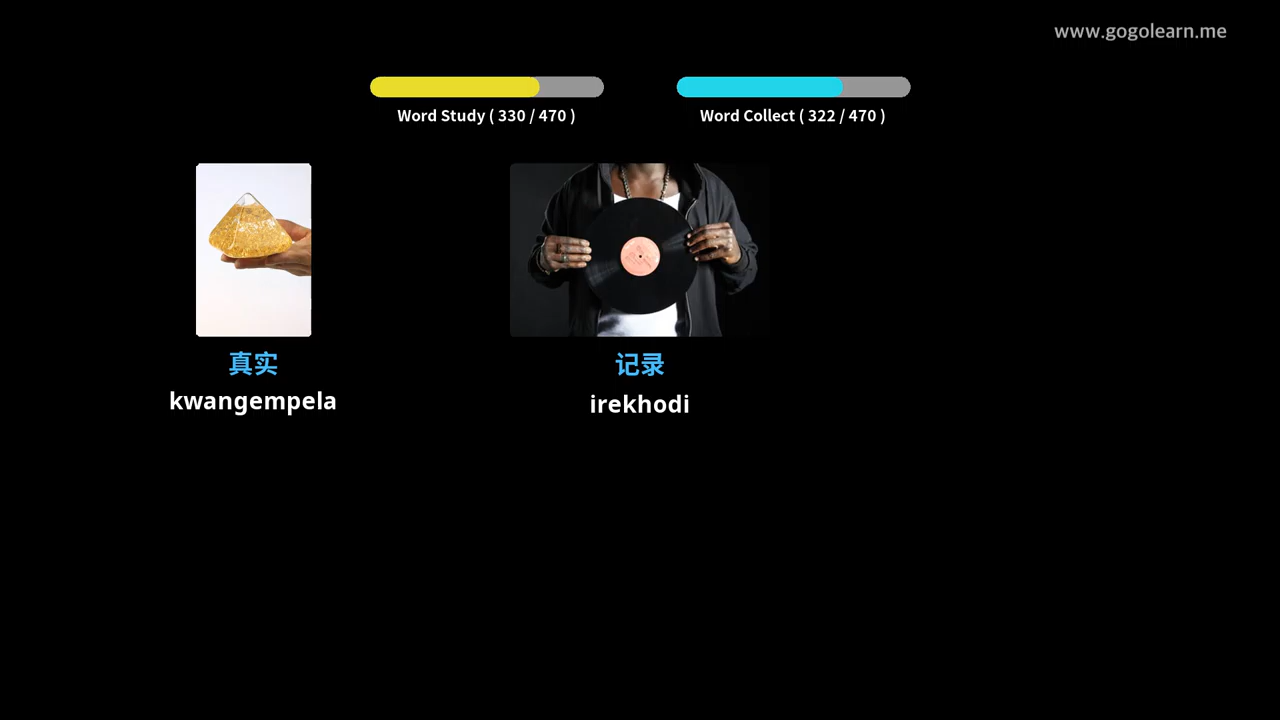 www.gogolearn.me
Word Study ( 330 / 470 )
Word Collect ( 322 / 470 )
真实
kwangempela
记录
irekhodi